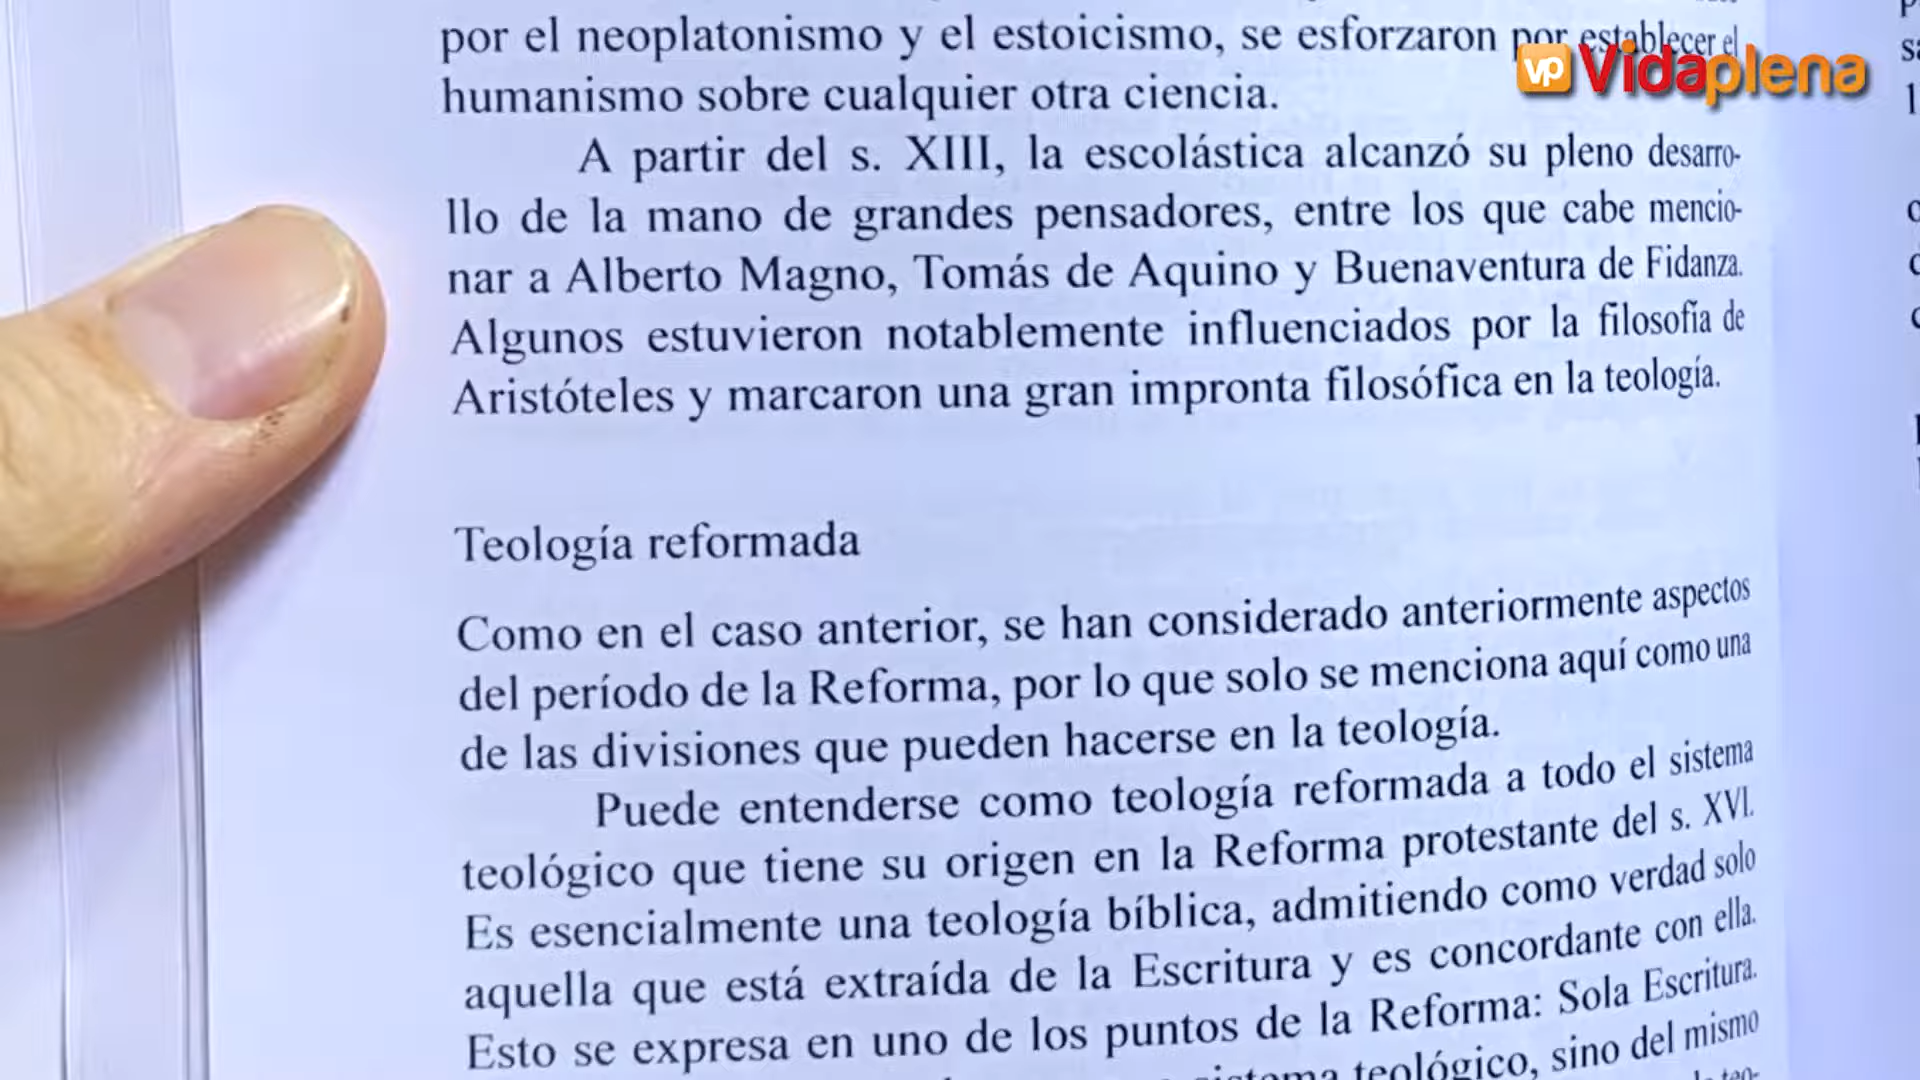 por el neoplatonismo y el estoicismo, se esforzaron por establecer el
humanismo sobre cualquier otra ciencia.
A partir del s. XIII, la escolástica alcanzó su pleno desarro-
llo de la mano de grandes pensadores, entre los que cabe mencio-
nar a Alberto Magno, Tomás de Aquino y Buenaventura de Fidanza.
Algunos estuvieron notablemente influenciados por la filosofía de
Aristóteles y marcaron una gran impronta filosófica en la teología.
Teología reformada
Como en el caso anterior, se han considerado anteriormente aspectos
del período de la Reforma, por lo que solo se menciona aquí como una
de las divisiones que pueden hacerse en la teología.
Puede entenderse como teología reformada a todo el sistema
teológico que tiene su origen en la Reforma protestante del s. XVI.
Es esencialmente una teología bíblica, admitiendo como verdad solo
aquella que está extraída de la Escritura y es concordante con ella.
Esto se expresa en uno de los puntos de la Reforma: Sola Escritura.
teológico, sino del mismo
vp Vidaplena